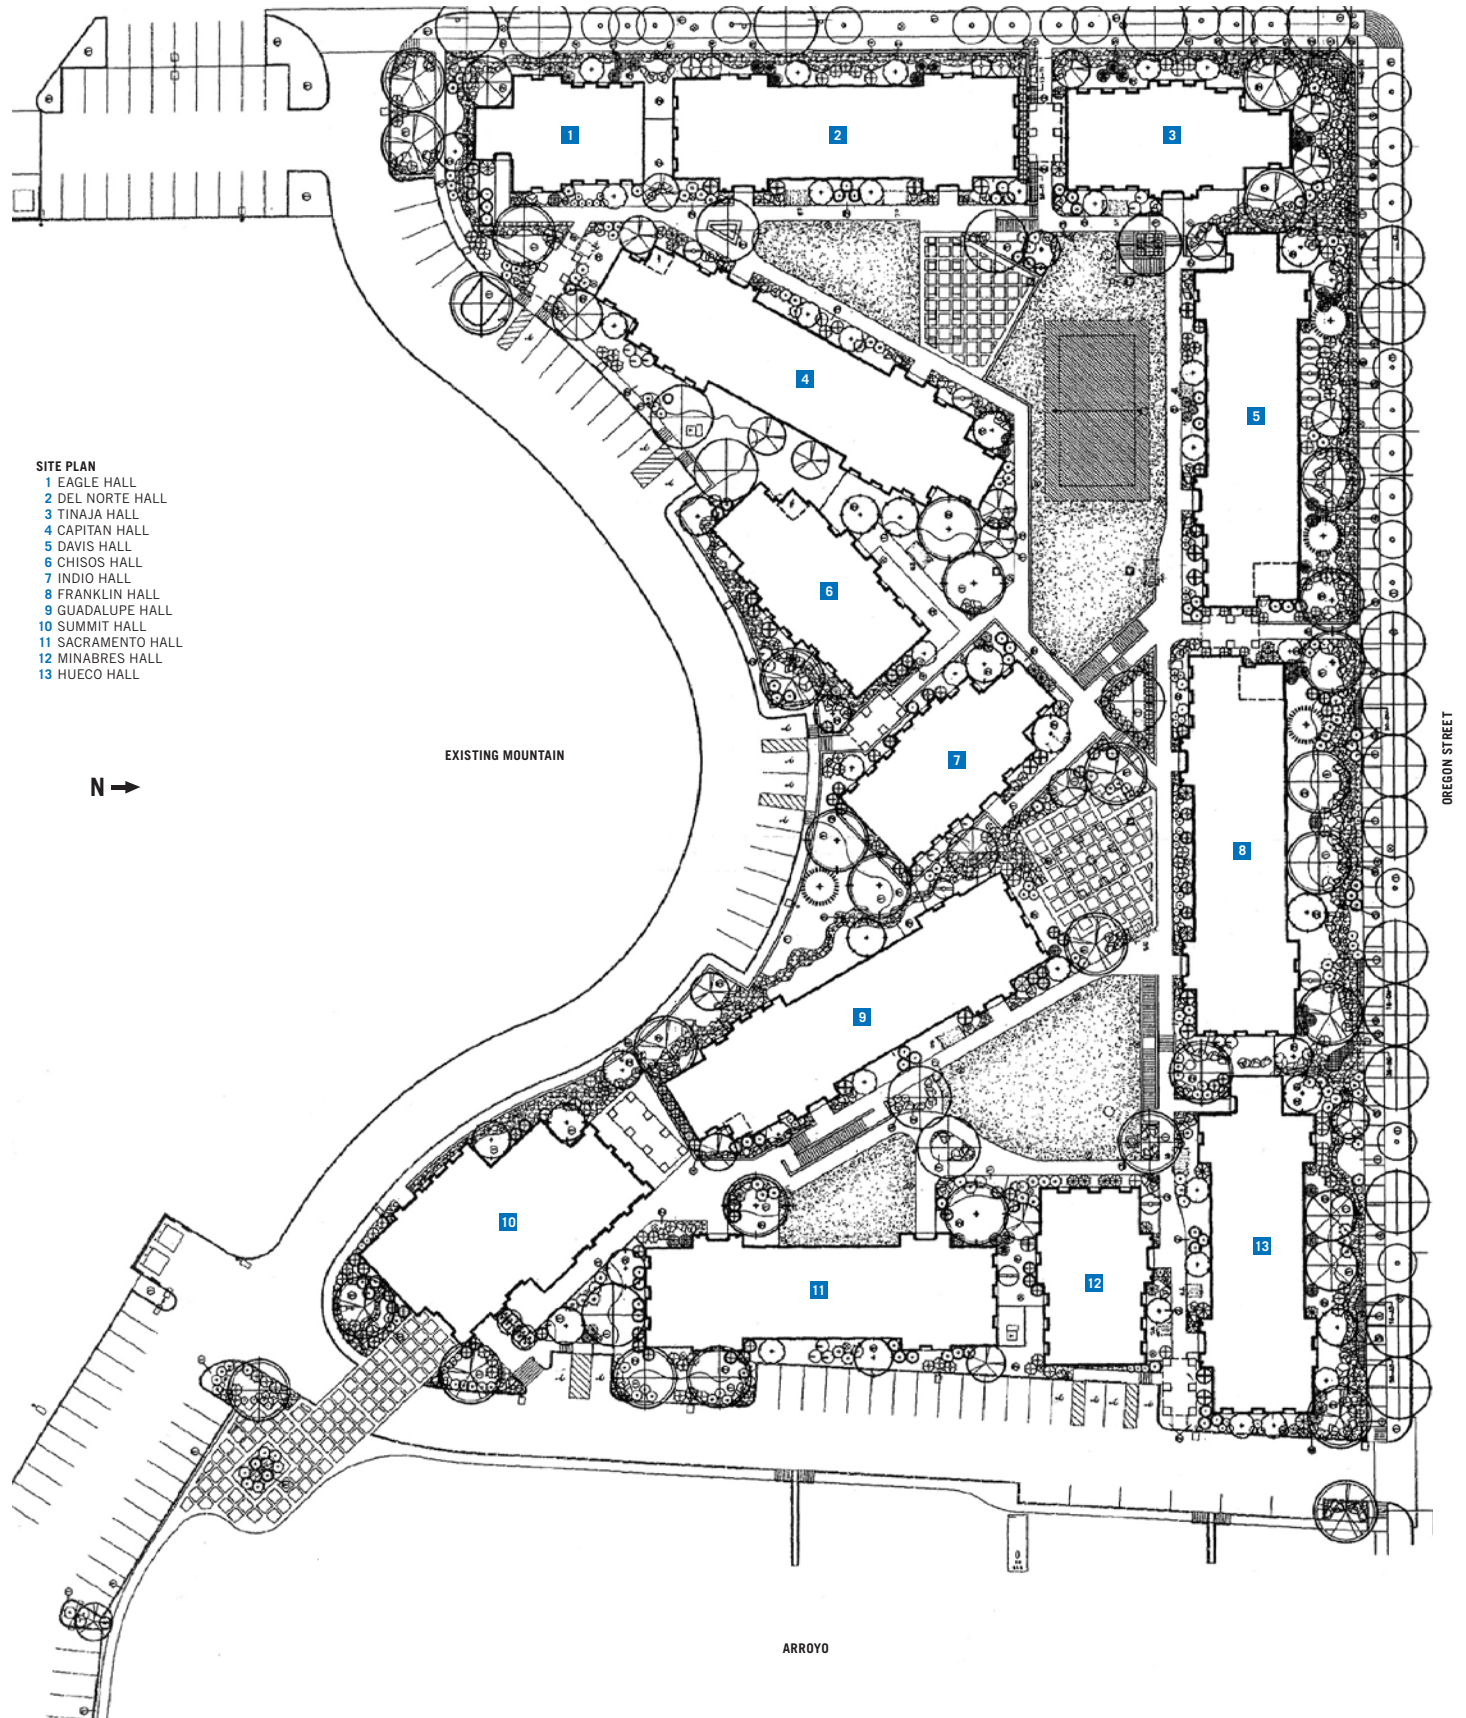 1
2
3
4
5
SITE PLAN
1 EAGLE HALL
2 DEL NORTE HALL
3 TINAJA HALL
4 CAPITAN HALL
5 DAVIS HALL
6 CHISOS HALL
7 INDIO HALL
8 FRANKLIN HALL
9 GUADALUPE HALL
10 SUMMIT HALL
11 SACRAMENTO HALL
12 MINABRES HALL
13 HUECO HALL
6
EXISTING MOUNTAIN
7
OREGON STREET
N
8
9
10
13
12
11
ARROYO